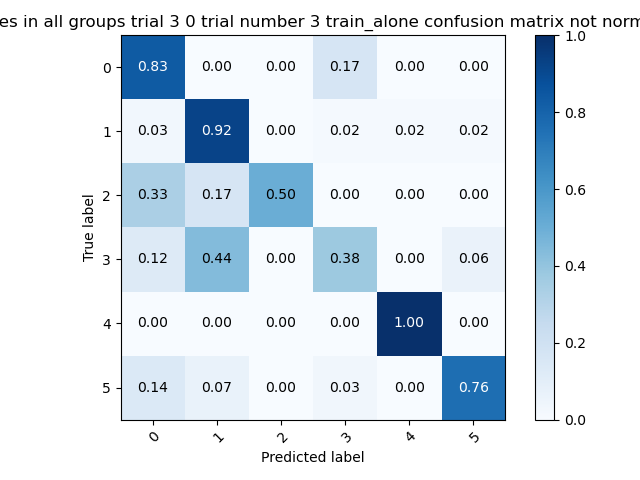 es in all groups trial 3 0 trial number 3 train_alone confusion matrix not norm
0 0.83 0.00 0.00 0.17 0.00 0.00
1 0.03 0.92 0.00 0.02 0.02 0.02
2 0.33 0.17 0.50 0.00 0.00 0.00
3 0.12 0.44 0.00 0.38 0.00 0.06
4 0.00 0.00 0.00 0.00 1.00 0.00
5 0.14 0.07 0.00 0.03 0.00 0.76
0 1 2 3 4 5
True label
Predicted label
1.0
0.8
0.6
0.4
0.2
0.0